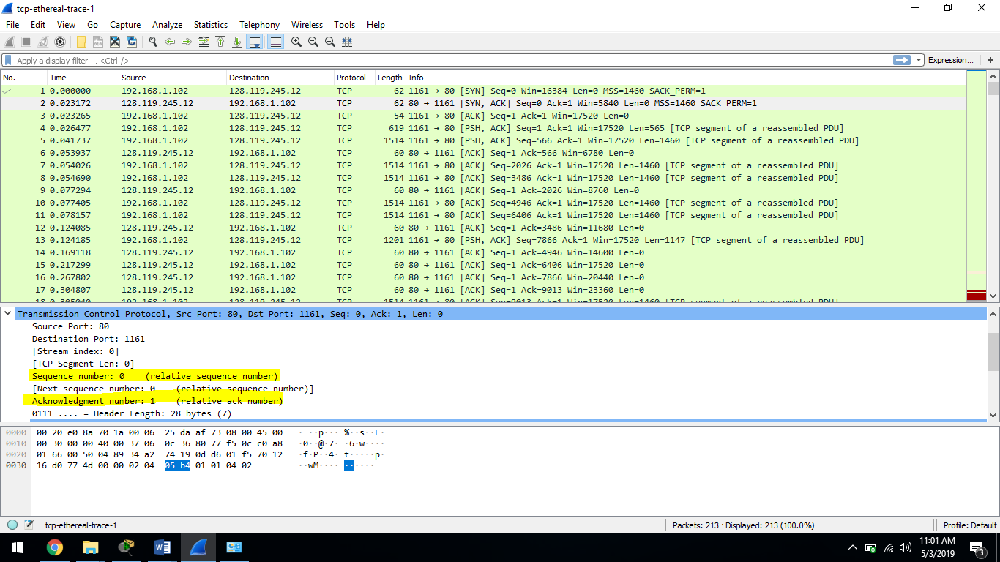 tcp-ethereal-trace-1
File Edit View Go Capture Analyze Statistics Telephony Wireless Tools Help
Apply a display filter ... <Ctrl-/> Expression... +
No. Time Source Destination Protocol Length Info
1 0.000000 192.168.1.102 128.119.245.12 TCP 62 1161 → 80 [SYN] Seq=0 Win=16384 Len=0 MSS=1460 SACK_PERM=1
2 0.023172 128.119.245.12 192.168.1.102 TCP 62 80 → 1161 [SYN, ACK] Seq=0 Ack=1 Win=5840 Len=0 MSS=1460 SACK_PERM=1
3 0.023265 192.168.1.102 128.119.245.12 TCP 54 1161 → 80 [ACK] Seq=1 Ack=1 Win=17520 Len=0
4 0.026477 192.168.1.102 128.119.245.12 TCP 619 1161 → 80 [PSH, ACK] Seq=1 Ack=1 Win=17520 Len=565 [TCP segment of a reassembled PDU]
5 0.041737 192.168.1.102 128.119.245.12 TCP 1514 1161 → 80 [PSH, ACK] Seq=566 Ack=1 Win=17520 Len=1460 [TCP segment of a reassembled PDU]
6 0.053937 128.119.245.12 192.168.1.102 TCP 60 80 → 1161 [ACK] Seq=1 Ack=566 Win=6780 Len=0
7 0.054026 192.168.1.102 128.119.245.12 TCP 1514 1161 → 80 [ACK] Seq=2026 Ack=1 Win=17520 Len=1460 [TCP segment of a reassembled PDU]
8 0.054690 192.168.1.102 128.119.245.12 TCP 1514 1161 → 80 [ACK] Seq=3486 Ack=1 Win=17520 Len=1460 [TCP segment of a reassembled PDU]
9 0.077294 128.119.245.12 192.168.1.102 TCP 60 80 → 1161 [ACK] Seq=1 Ack=2026 Win=8760 Len=0
10 0.077405 192.168.1.102 128.119.245.12 TCP 1514 1161 → 80 [ACK] Seq=4946 Ack=1 Win=17520 Len=1460 [TCP segment of a reassembled PDU]
11 0.078157 192.168.1.102 128.119.245.12 TCP 1514 1161 → 80 [ACK] Seq=6406 Ack=1 Win=17520 Len=1460 [TCP segment of a reassembled PDU]
12 0.124085 128.119.245.12 192.168.1.102 TCP 60 80 → 1161 [ACK] Seq=1 Ack=3486 Win=11680 Len=0
13 0.124185 192.168.1.102 128.119.245.12 TCP 1201 1161 → 80 [PSH, ACK] Seq=7866 Ack=1 Win=17520 Len=1147 [TCP segment of a reassembled PDU]
14 0.169118 128.119.245.12 192.168.1.102 TCP 60 80 → 1161 [ACK] Seq=1 Ack=4946 Win=14600 Len=0
15 0.217299 128.119.245.12 192.168.1.102 TCP 60 80 → 1161 [ACK] Seq=1 Ack=6406 Win=17520 Len=0
16 0.267802 128.119.245.12 192.168.1.102 TCP 60 80 → 1161 [ACK] Seq=1 Ack=7866 Win=20440 Len=0
17 0.304807 128.119.245.12 192.168.1.102 TCP 60 80 → 1161 [ACK] Seq=1 Ack=9013 Win=23360 Len=0
18 0.305040 192.168.1.102 128.119.245.12 TCP 1514 1161 → 80 [ACK] Seq=9013 Ack=1 Win=17520 Len=1460 [TCP segment of a reassembled PDU]
Transmission Control Protocol, Src Port: 80, Dst Port: 1161, Seq: 0, Ack: 1, Len: 0
Source Port: 80
Destination Port: 1161
[Stream index: 0]
[TCP Segment Len: 0]
Sequence number: 0 (relative sequence number)
[Next sequence number: 0 (relative sequence number)]
Acknowledgment number: 1 (relative ack number)
0111 .... = Header Length: 28 bytes (7)
0000 00 20 e0 8a 70 1a 00 06 25 da af 73 08 00 45 00 · ··p··· %··s··E·
0010 00 30 00 00 40 00 37 06 0c 36 80 77 f5 0c c0 a8 ·0··@·7· ·6·w····
0020 01 66 00 50 04 89 34 a2 74 19 0d d6 01 f5 70 12 ·f·P··4· t·····p·
0030 16 d0 77 4d 00 00 02 04 05 b4 01 01 04 02 ··wM···· ······
tcp-ethereal-trace-1 Packets: 213 · Displayed: 213 (100.0%) Profile: Default
11:01 AM
5/3/2019
3